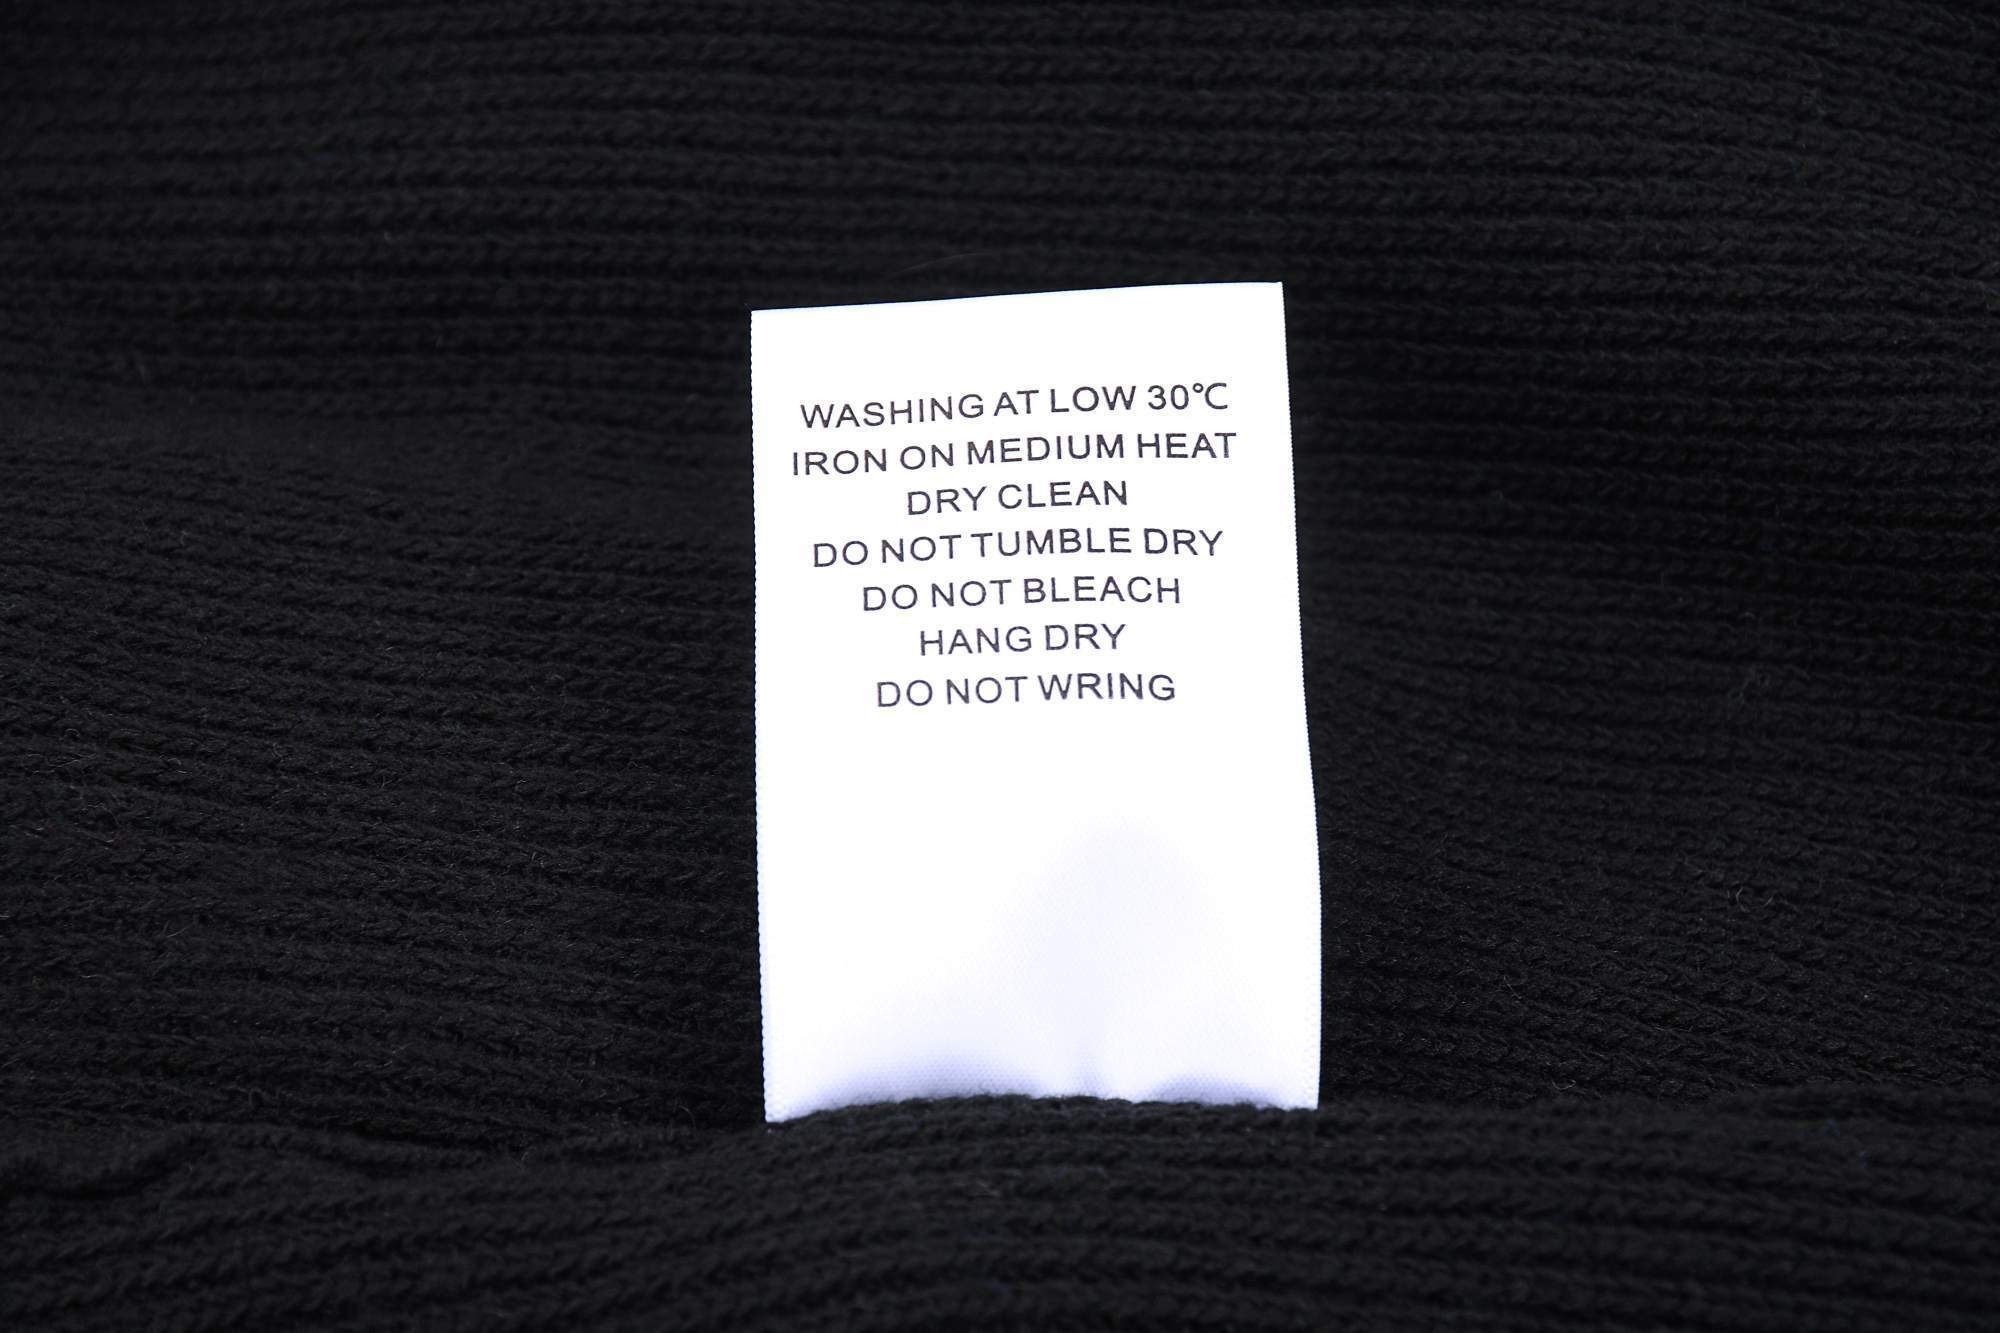 WASHING AT LOW 30℃
IRON ON MEDIUM HEAT
DRY CLEAN
DO NOT TUMBLE DRY
DO NOT BLEACH
HANG DRY
DO NOT WRING